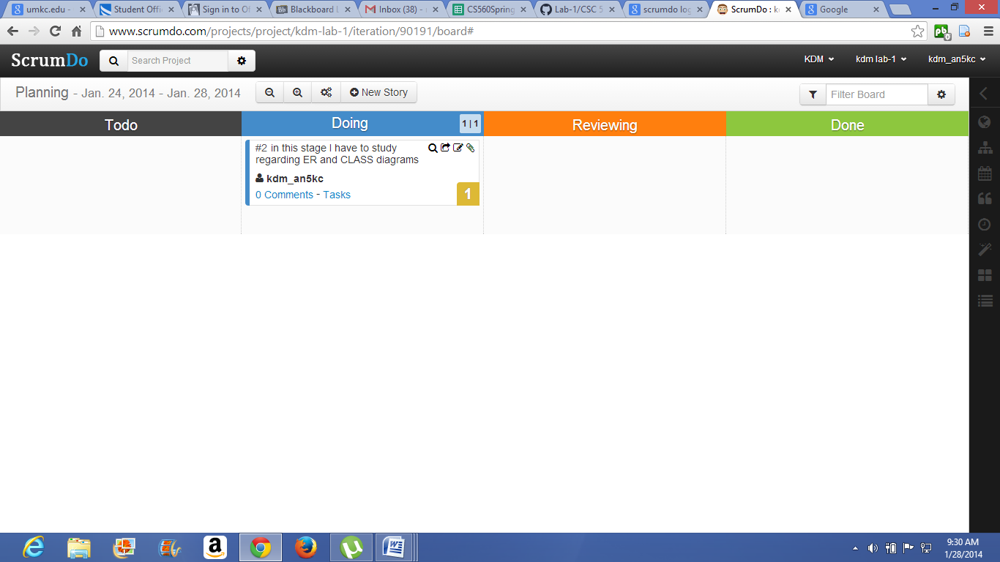 umkc.edu -
Student Offi
Sign in to Of
Blackboard L
Inbox (38) -
CS560Spring
Lab-1/CSC 5
scrumdo log
ScrumDo : k
Google
www.scrumdo.com/projects/project/kdm-lab-1/iteration/90191/board#
ScrumDo
Search Project
KDM
kdm lab-1
kdm_an5kc
Planning - Jan. 24, 2014 - Jan. 28, 2014
New Story
Filter Board
Todo
Doing
1 | 1
Reviewing
Done
#2 in this stage I have to study
regarding ER and CLASS diagrams
kdm_an5kc
0 Comments - Tasks
1
9:30 AM
1/28/2014